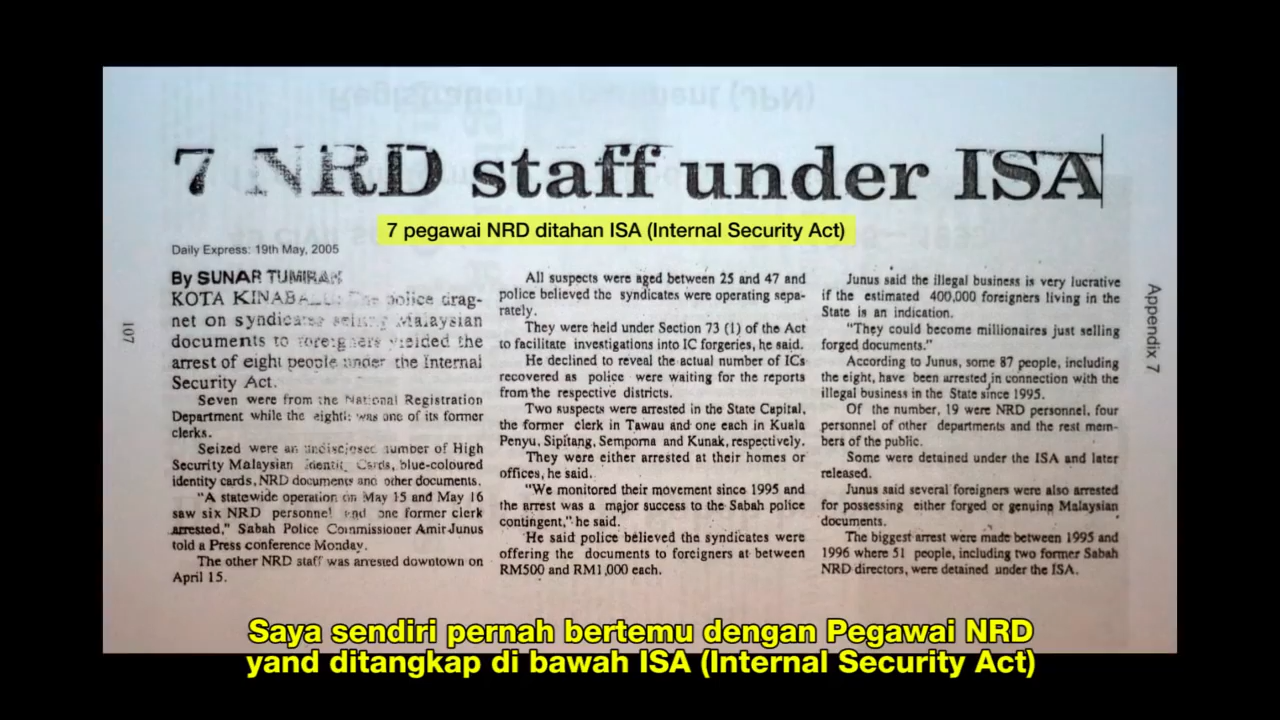 7 NRD staff under ISA
7 pegawai NRD ditahan ISA (Internal Security Act)
Daily Express: 19th May, 2005
By SUNAR TUMIRAN
KOTA KINABALU: The police drag-
net on syndicates selling Malaysian
documents to foreigners yielded the
arrest of eight people under the Internal
Security Act.
Seven were from the National Registration
Department while the eighth was one of its former
clerks.
Seized were an undisclosed number of High
Security Malaysian Identity Cards, blue-coloured
identity cards, NRD documents and other documents.
"A statewide operation on May 15 and May 16
saw six NRD personnel and one former clerk
arrested," Sabah Police Commissioner Amir Junus
told a Press conference Monday.
The other NRD staff was arrested downtown on
April 15.
All suspects were aged between 25 and 47 and
police believed the syndicates were operating sepa-
rately.
They were held under Section 73 (1) of the Act
to facilitate investigations into IC forgeries, he said.
He declined to reveal the actual number of ICs
recovered as police were waiting for the reports
from the respective districts.
Two suspects were arrested in the State Capital,
the former clerk in Tawau and one each in Kuala
Penyu, Sipitang, Semporna and Kunak, respectively.
They were either arrested at their homes or
offices, he said.
"We monitored their movement since 1995 and
the arrest was a major success to the Sabah police
contingent," he said.
He said police believed the syndicates were
offering the documents to foreigners at between
RM500 and RM1,000 each.
Junus said the illegal business is very lucrative
if the estimated 400,000 foreigners living in the
State is an indication.
"They could become millionaires just selling
forged documents."
According to Junus, some 87 people, including
the eight, have been arrested in connection with the
illegal business in the State since 1995.
Of the number, 19 were NRD personnel, four
personnel of other departments and the rest mem-
bers of the public.
Some were detained under the ISA and later
released.
Junus said several foreigners were also arrested
for possessing either forged or genuine Malaysian
documents.
The biggest arrest were made between 1995 and
1996 where 51 people, including two former Sabah
NRD directors, were detained under the ISA.
107
Appendix 7
Saya sendiri pernah bertemu dengan Pegawai NRD
yand ditangkap di bawah ISA (Internal Security Act)